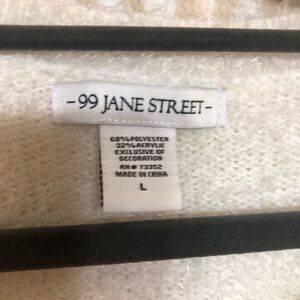 -99 JANE STREET-
68% POLYESTER
32% ACRYLIC
EXCLUSIVE OF
DECORATION
RN# 73352
MADE IN CHINA
L